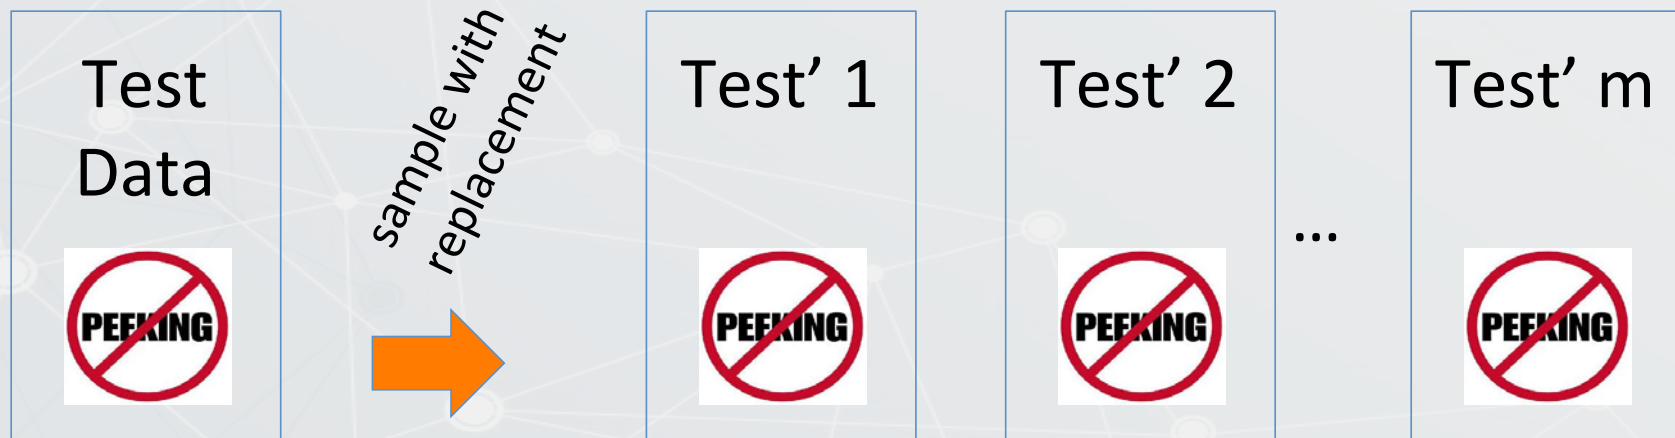 Test
Data
PEEKING
sample with
replacement
Test’ 1
PEEKING
Test’ 2
PEEKING
...
Test’ m
PEEKING